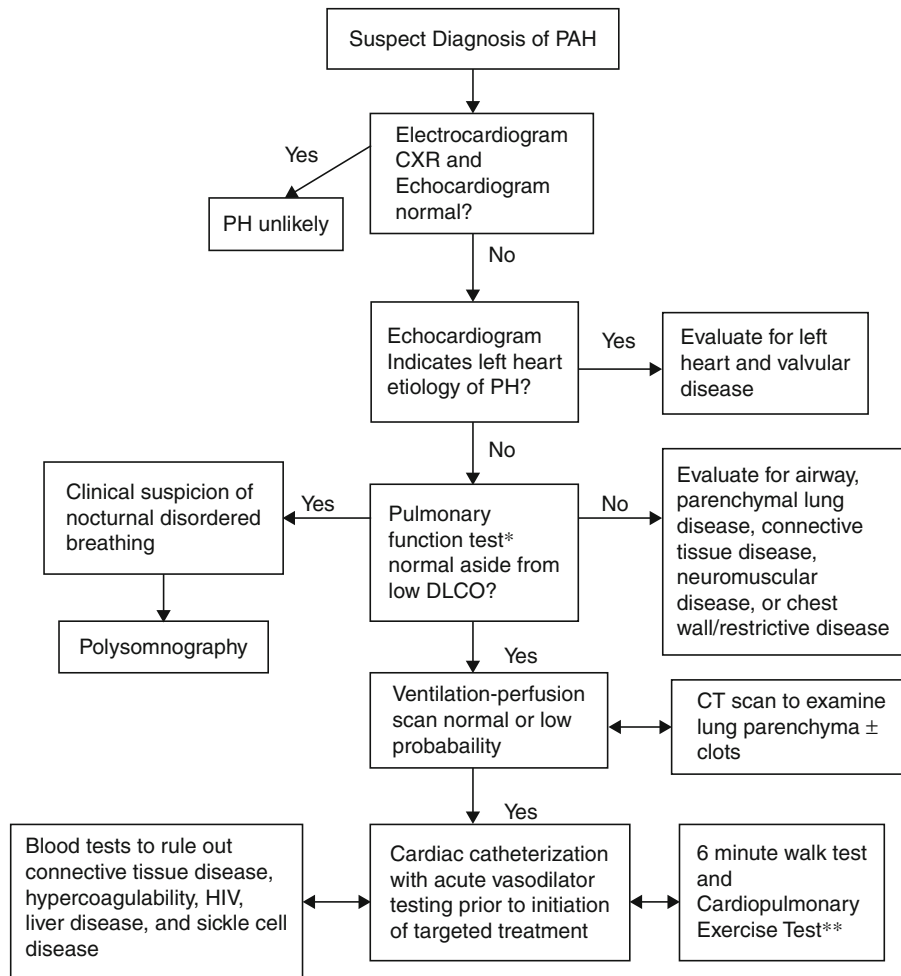 Suspect Diagnosis of PAH
Electrocardiogram
CXR and
Echocardiogram
normal?
Yes
PH unlikely
No
Echocardiogram
Indicates left heart
etiology of PH?
Yes
Evaluate for left
heart and valvular
disease
No
Clinical suspicion of
nocturnal disordered
breathing
Yes
Pulmonary
function test*
normal aside from
low DLCO?
No
Evaluate for airway,
parenchymal lung
disease, connective
tissue disease,
neuromuscular
disease, or chest
wall/restrictive disease
Polysomnography
Yes
Ventilation-perfusion
scan normal or low
probabaility
CT scan to examine
lung parenchyma ±
clots
Yes
Blood tests to rule out
connective tissue disease,
hypercoagulability, HIV,
liver disease, and sickle cell
disease
Cardiac catheterization
with acute vasodilator
testing prior to initiation
of targeted treatment
6 minute walk test
and
Cardiopulmonary
Exercise Test**